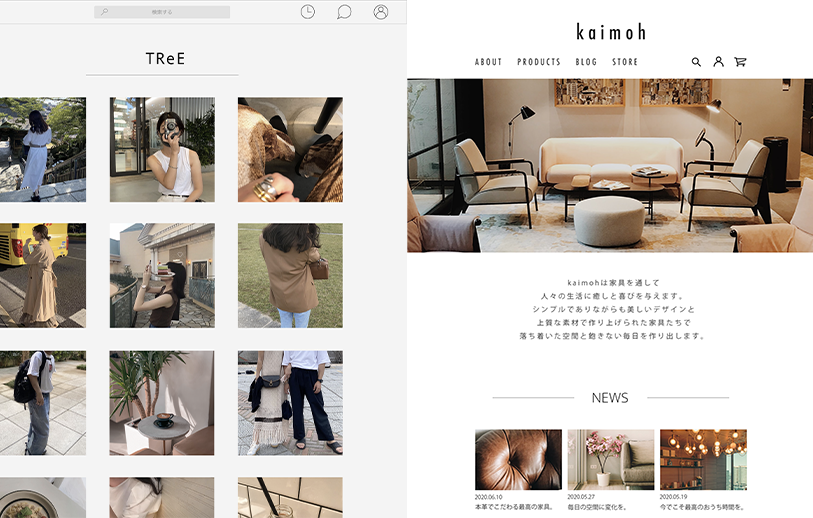 検索する
TReE
kaimoh
ABOUT PRODUCTS BLOG STORE
kaimohは家具を通して
人々の生活に癒しと喜びを与えます。
シンプルでありながらも美しいデザインと
上質な素材で作り上げられた家具たちで
落ち着いた空間と飽きない毎日を作り出します。
NEWS
2020.06.10
本革でこだわる最高の家具。
2020.05.27
毎日の空間に変化を。
2020.05.19
今でこそ最高のおうち時間を。